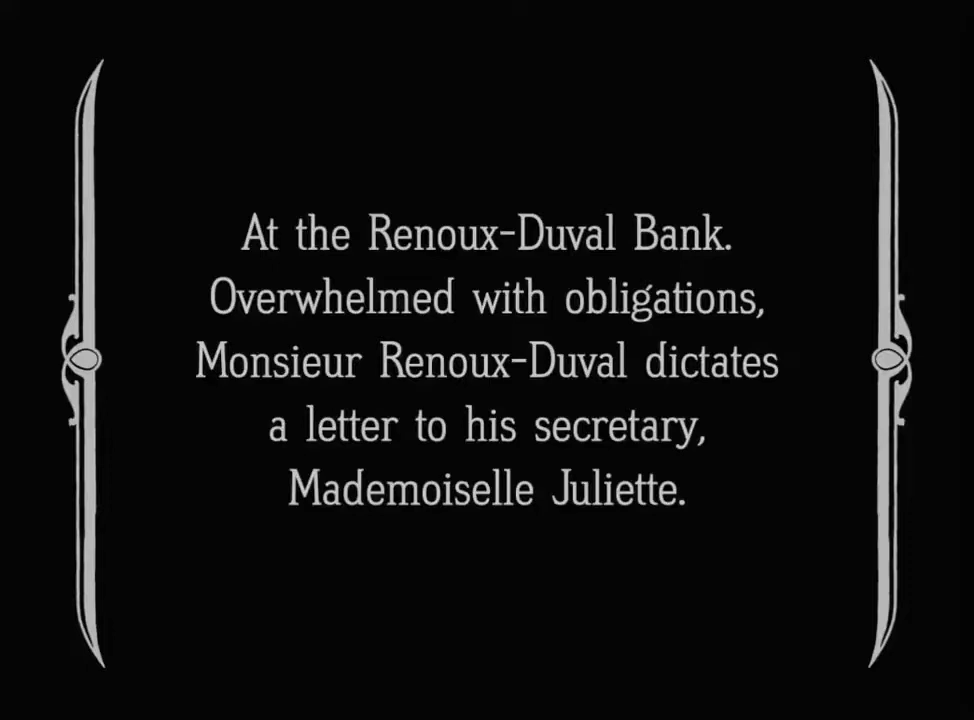 At the Renoux-Duval Bank.
Overwhelmed with obligations,
Monsieur Renoux-Duval dictates
a letter to his secretary,
Mademoiselle Juliette.